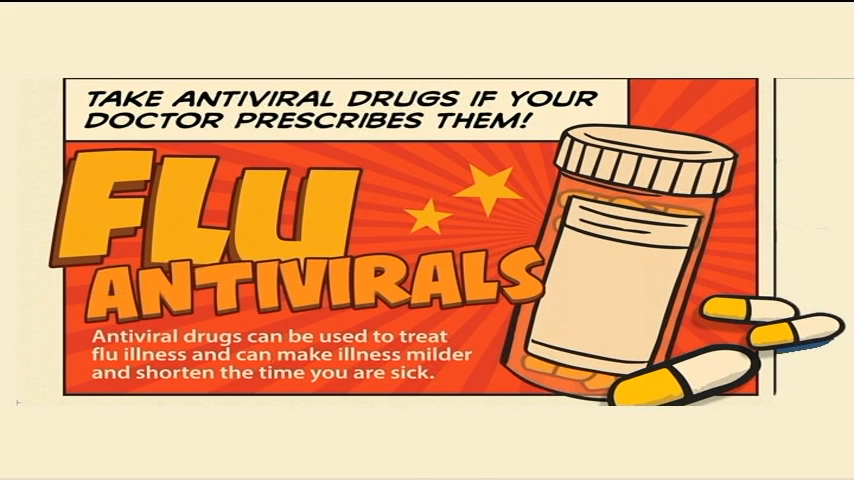 TAKE ANTIVIRAL DRUGS IF YOUR
DOCTOR PRESCRIBES THEM!
FLU
ANTIVIRALS
Antiviral drugs can be used to treat
flu illness and can make illness milder
and shorten the time you are sick.